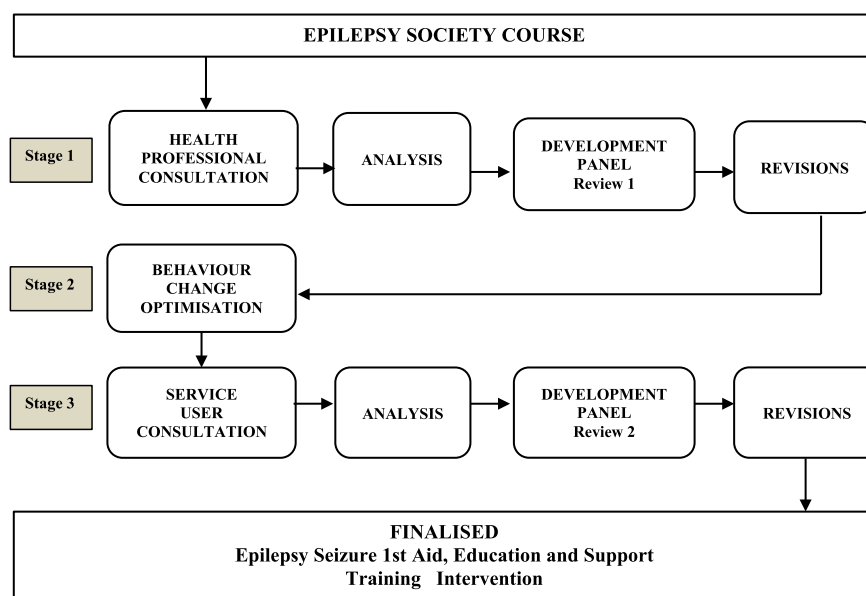 EPILEPSY SOCIETY COURSE
Stage 1
HEALTH
PROFESSIONAL
CONSULTATION
ANALYSIS
DEVELOPMENT
PANEL
Review 1
REVISIONS
Stage 2
BEHAVIOUR
CHANGE
OPTIMISATION
Stage 3
SERVICE
USER
CONSULTATION
ANALYSIS
DEVELOPMENT
PANEL
Review 2
REVISIONS
FINALISED
Epilepsy Seizure 1st Aid, Education and Support
Training Intervention